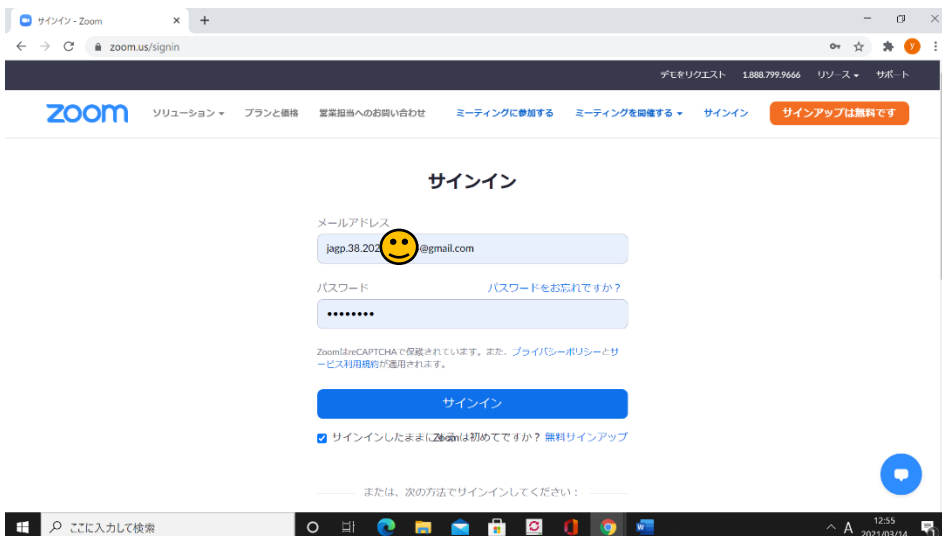 サインイン - Zoom
zoom.us/signin
y
デモをリクエスト 1.888.799.9666 リソース サポート
zoom ソリューション プランと価格 営業担当へのお問い合わせ ミーティングに参加する ミーティングを開催する サインイン サインアップは無料です
サインイン
メールアドレス
jagp.38.202 @gmail.com
パスワード パスワードをお忘れですか?
ZoomはreCAPTCHAで保護されています。また、プライバシーポリシーとサ
ービス利用規約が適用されます。
サインイン
サインインしたままにする Zoomは初めてですか? 無料サインアップ
または、次の方法でサインインしてください:
ここに入力して検索 A 12:55
2021/03/14